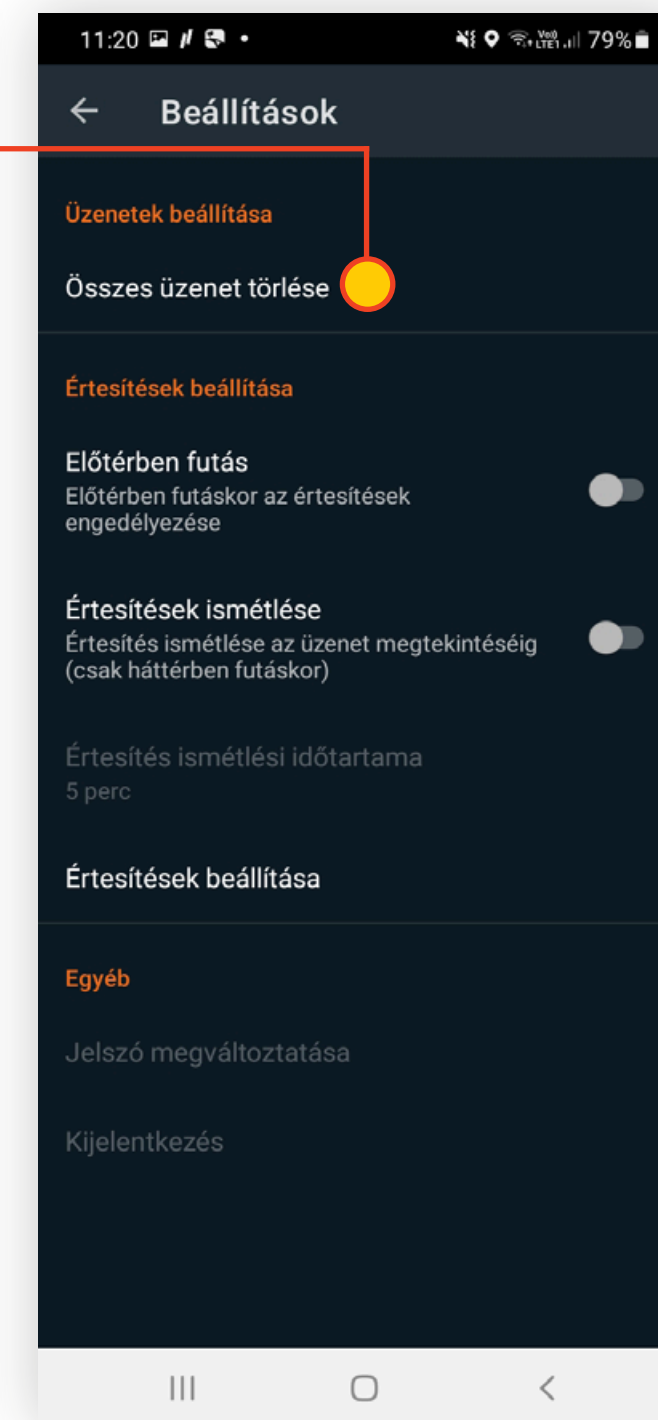 11:20
Vo)) LTE1 79%
Beállítások
Üzenetek beállítása
Összes üzenet törlése
Értesítések beállítása
Előtérben futás
Előtérben futáskor az értesítések
engedélyezése
Értesítések ismétlése
Értesítés ismétlése az üzenet megtekintéséig
(csak háttérben futáskor)
Értesítés ismétlési időtartama
5 perc
Értesítések beállítása
Egyéb
Jelszó megváltoztatása
Kijelentkezés